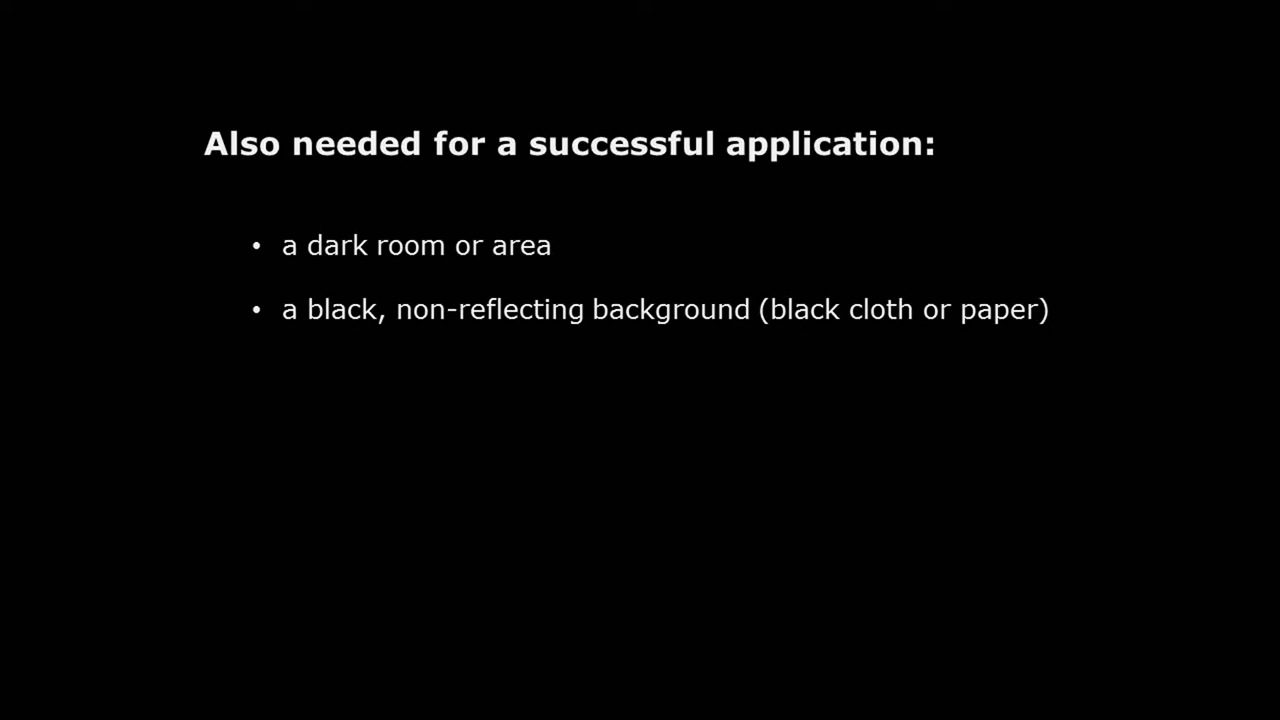 Also needed for a successful application:
• a dark room or area
• a black, non-reflecting background (black cloth or paper)